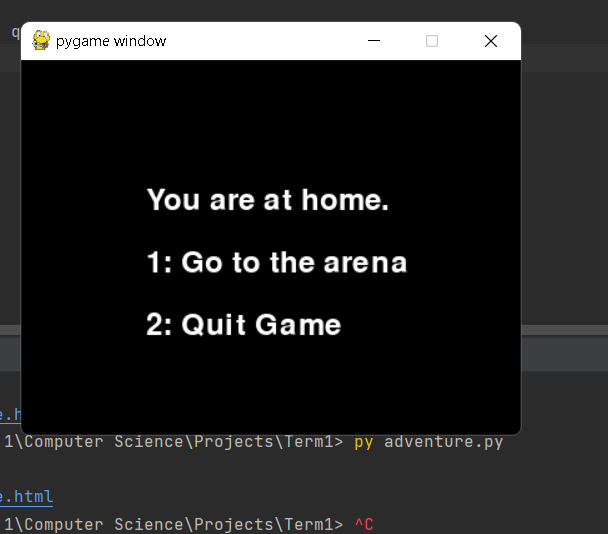 q
pygame window
You are at home.
1: Go to the arena
2: Quit Game
e.h
1\Computer Science\Projects\Term1> py adventure.py
e.html
1\Computer Science\Projects\Term1> ^C